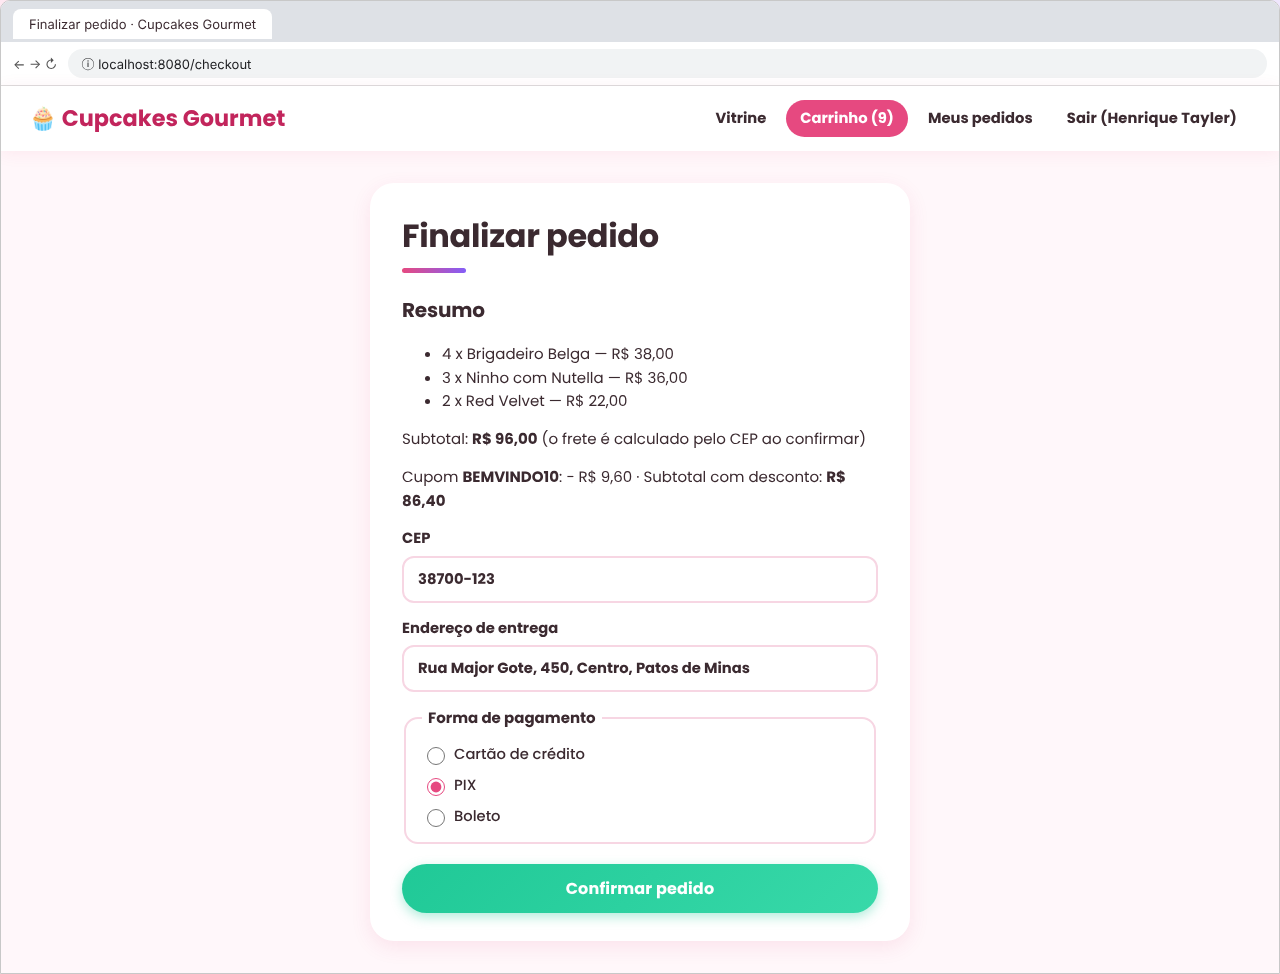 Finalizar pedido · Cupcakes Gourmet
localhost:8080/checkout
Cupcakes Gourmet
Vitrine
Carrinho (9)
Meus pedidos
Sair (Henrique Tayler)
Finalizar pedido
Resumo
4 x Brigadeiro Belga — R$ 38,00
3 x Ninho com Nutella — R$ 36,00
2 x Red Velvet — R$ 22,00
Subtotal: R$ 96,00 (o frete é calculado pelo CEP ao confirmar)
Cupom BEMVINDO10: - R$ 9,60 · Subtotal com desconto: R$
86,40
CEP
38700-123
Endereço de entrega
Rua Major Gote, 450, Centro, Patos de Minas
Forma de pagamento
Cartão de crédito
PIX
Boleto
Confirmar pedido